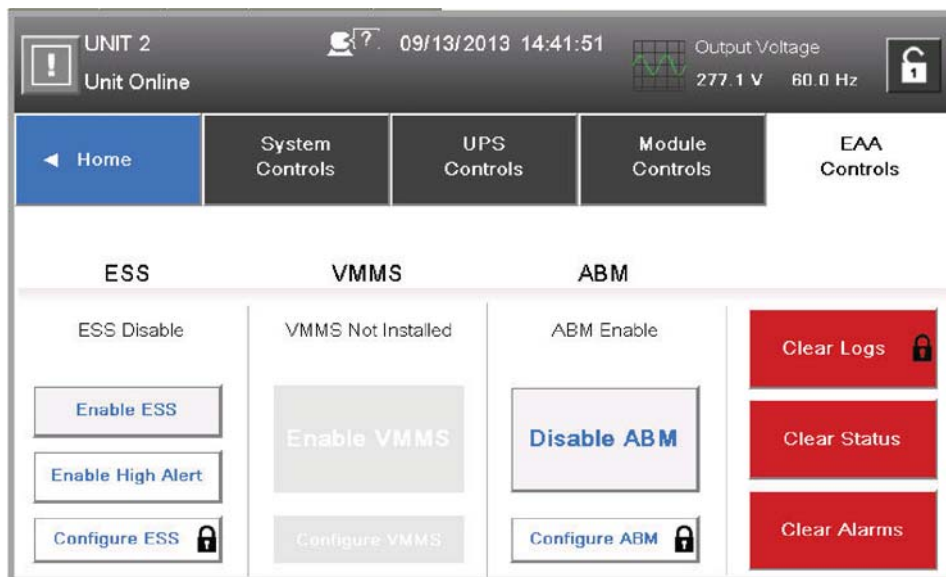 UNIT 2
Unit Online
?
09/13/2013 14:41:51
Output Voltage
277.1 V 60.0 Hz
!
1
◄ Home
System
Controls
UPS
Controls
Module
Controls
EAA
Controls
ESS
VMMS
ABM
ESS Disable
VMMS Not Installed
ABM Enable
Enable ESS
Enable High Alert
Configure ESS
Enable VMMS
Configure VMMS
Disable ABM
Configure ABM
Clear Logs
Clear Status
Clear Alarms